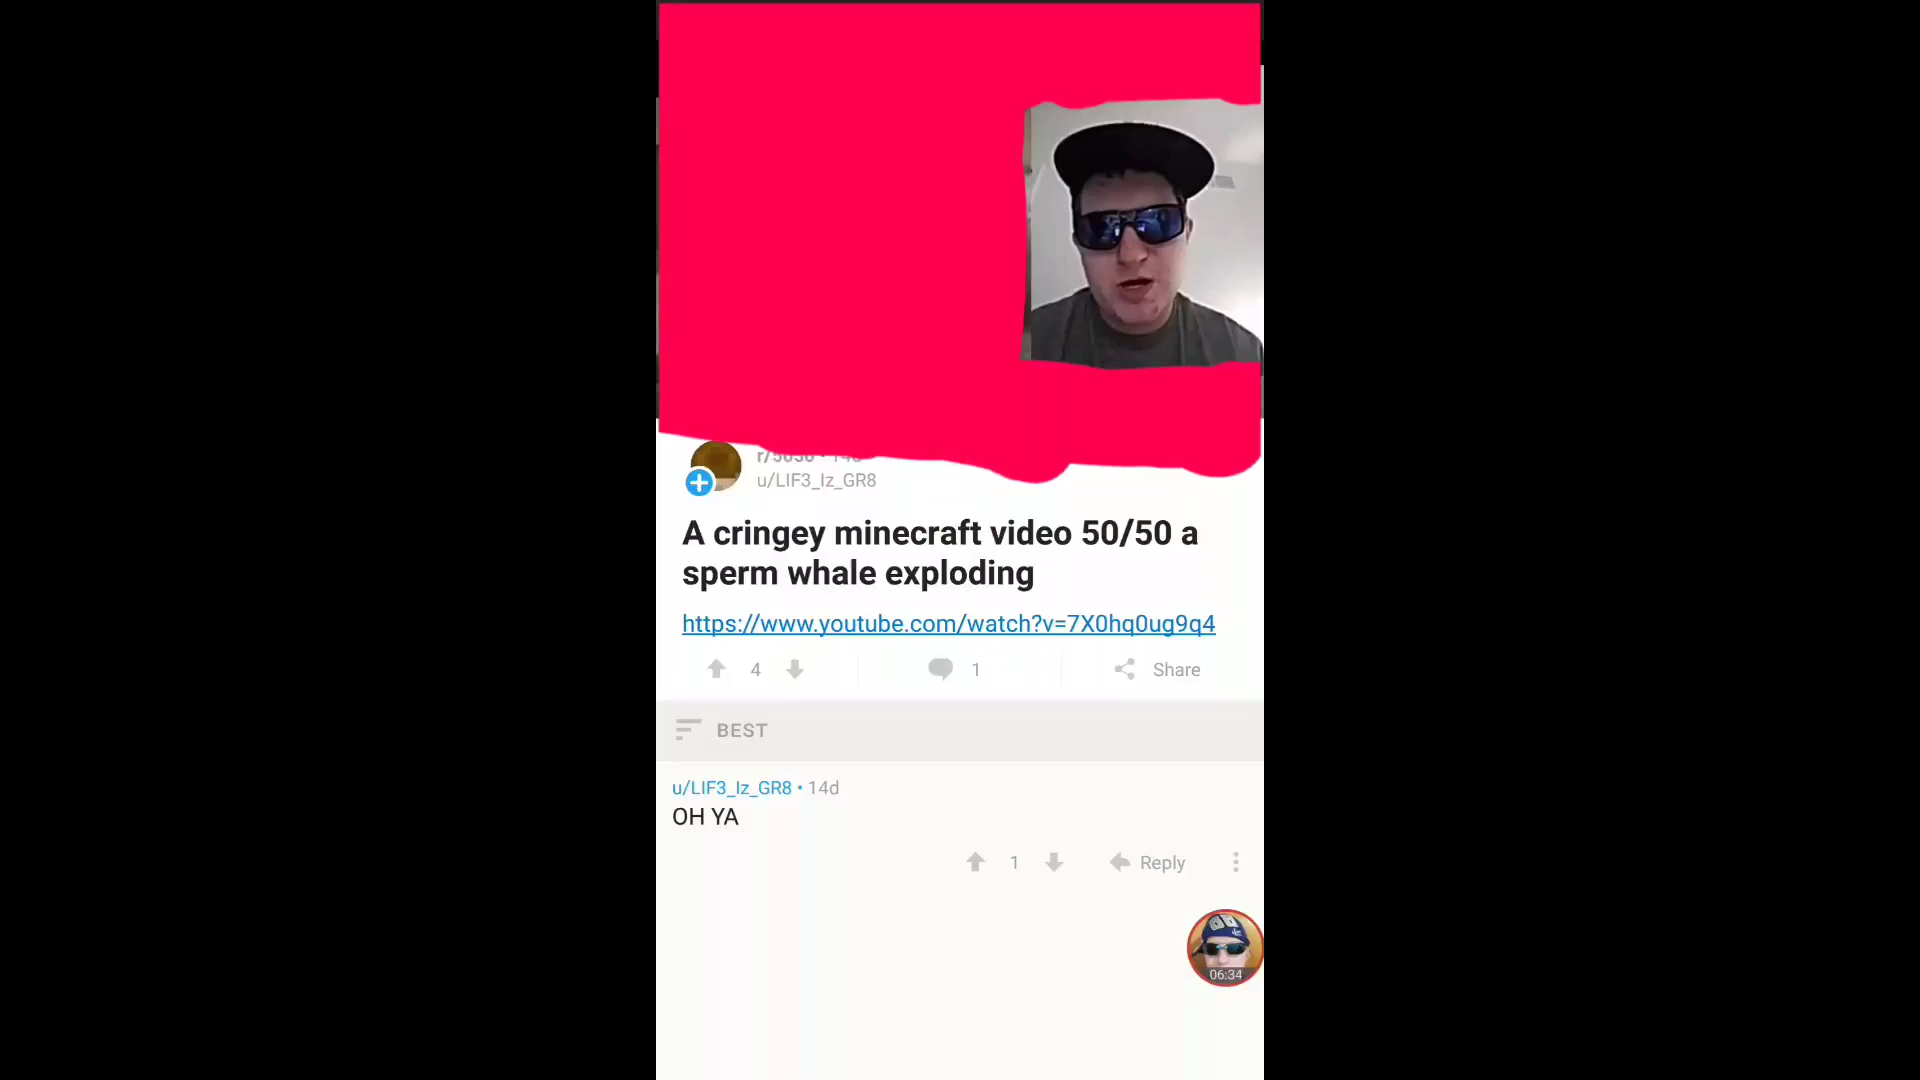 u/LIF3_Iz_GR8
A cringey minecraft video 50/50 a
sperm whale exploding
https://www.youtube.com/watch?v=7X0hq0ug9q4
4
1
Share
BEST
u/LIF3_Iz_GR8 • 14d
OH YA
1
Reply
06:34